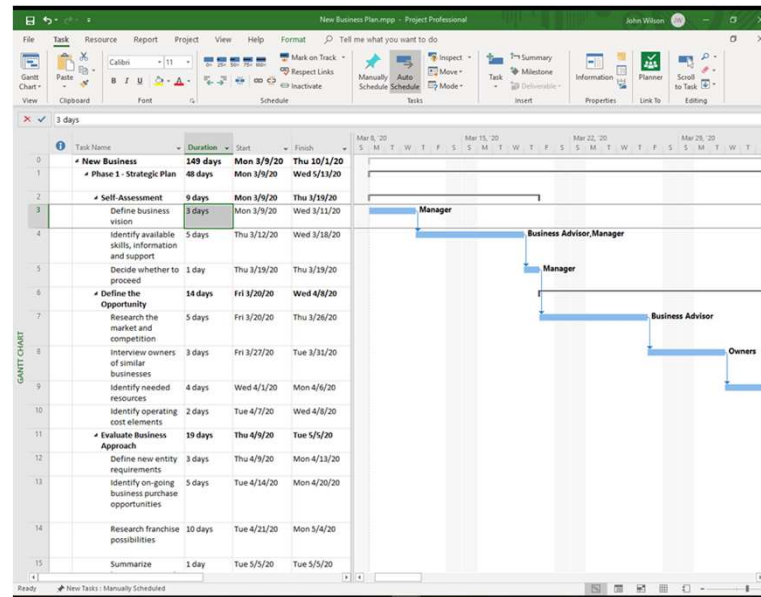 New Business Plan.mpp - Project Professional
John Wilson
JW
File Task Resource Report Project View Help Format Tell me what you want to do
Gantt Chart
Paste
Calibri 11
B I U A
Mark on Track
Respect Links
Inactivate
Manually Schedule
Auto Schedule
Inspect
Move
Mode
Task
Summary
Milestone
Deliverable
Information
Planner
Scroll to Task
View Clipboard Font Schedule Tasks Insert Properties Link To Editing
3 days
Mar 8, '20 Mar 15, '20 Mar 22, '20 Mar 29, '20
Task Name Duration Start Finish
S M T W T F S S M T W T F S S M T W T F S S M T W T F S
0 New Business 149 days Mon 3/9/20 Thu 10/1/20
1 Phase 1 - Strategic Plan 48 days Mon 3/9/20 Wed 5/13/20
2 Self-Assessment 9 days Mon 3/9/20 Thu 3/19/20
3 Define business 3 days Mon 3/9/20 Wed 3/11/20 Manager
vision
4 Identify available 5 days Thu 3/12/20 Wed 3/18/20 Business Advisor,Manager
skills, information
and support
5 Decide whether to 1 day Thu 3/19/20 Thu 3/19/20 Manager
proceed
6 Define the 14 days Fri 3/20/20 Wed 4/8/20
Opportunity
7 Research the 5 days Fri 3/20/20 Thu 3/26/20 Business Advisor
market and
competition
8 Interview owners 3 days Fri 3/27/20 Tue 3/31/20 Owners
of similar
businesses
9 Identify needed 4 days Wed 4/1/20 Mon 4/6/20
resources
10 Identify operating 2 days Tue 4/7/20 Wed 4/8/20
cost elements
11 Evaluate Business 19 days Thu 4/9/20 Tue 5/5/20
Approach
12 Define new entity 3 days Thu 4/9/20 Mon 4/13/20
requirements
13 Identify on-going 5 days Tue 4/14/20 Mon 4/20/20
business purchase
opportunities
14 Research franchise 10 days Tue 4/21/20 Mon 5/4/20
possibilities
15 Summarize 1 day Tue 5/5/20 Tue 5/5/20
GANTT CHART
Ready New Tasks : Manually Scheduled